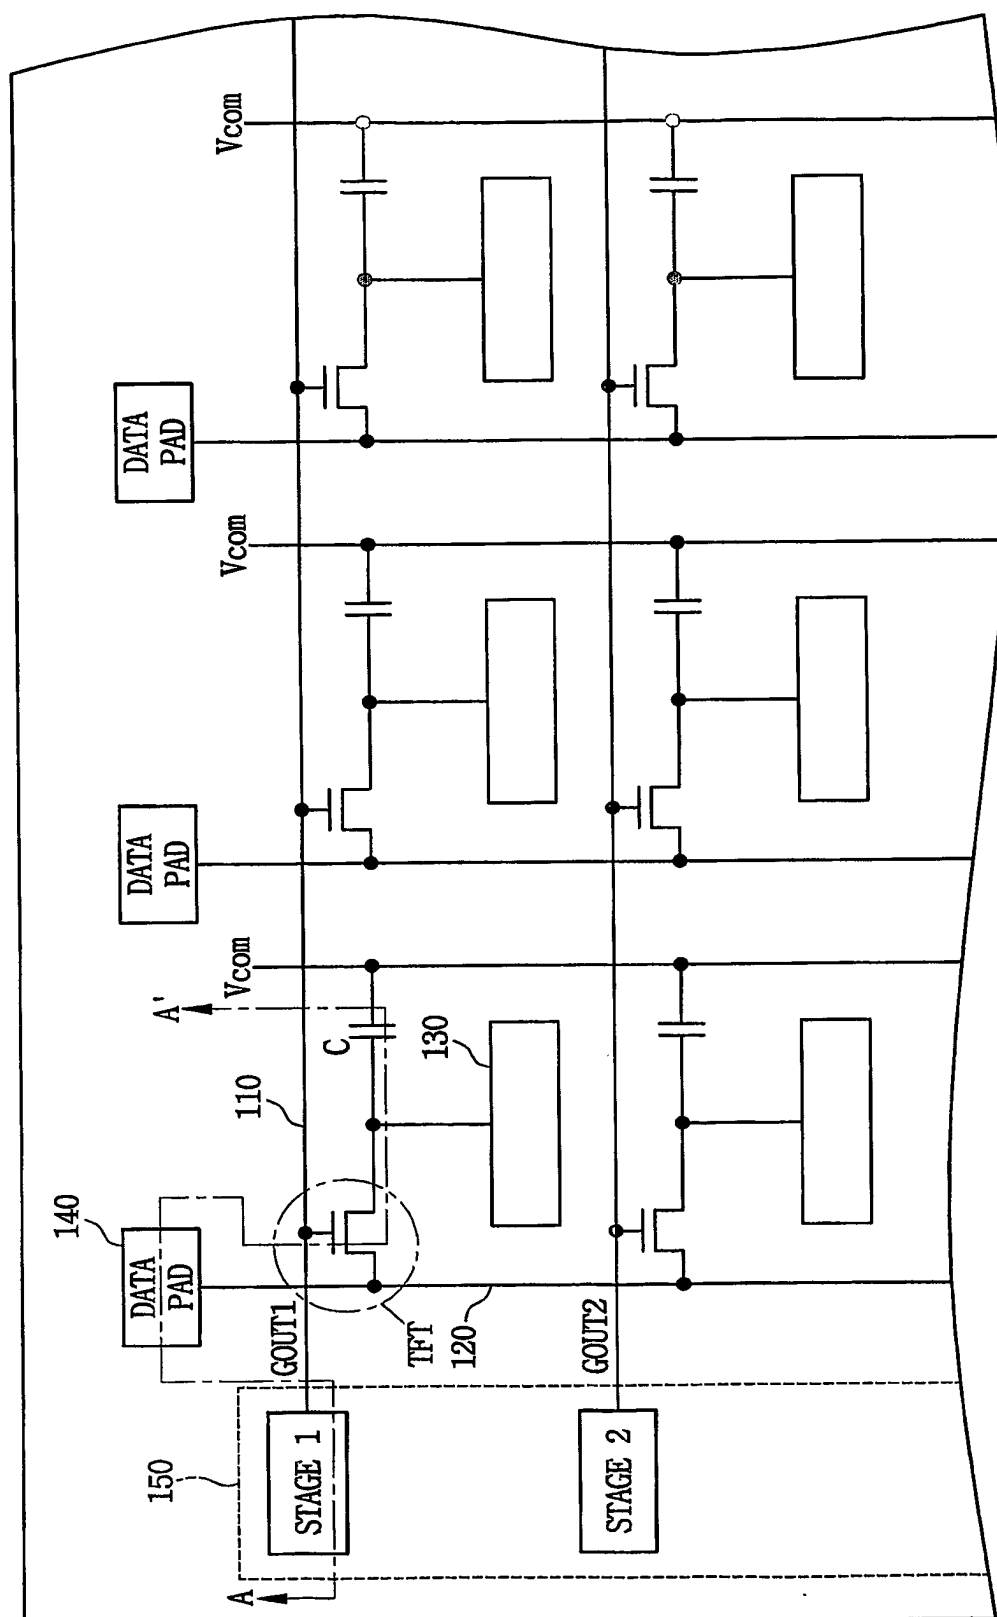 140
DATA
PAD
DATA
PAD
DATA
PAD
110
A'
Vcom
Vcom
Vcom
150
A
STAGE 1
GOUT1
TFT
C
130
120
STAGE 2
GOUT2